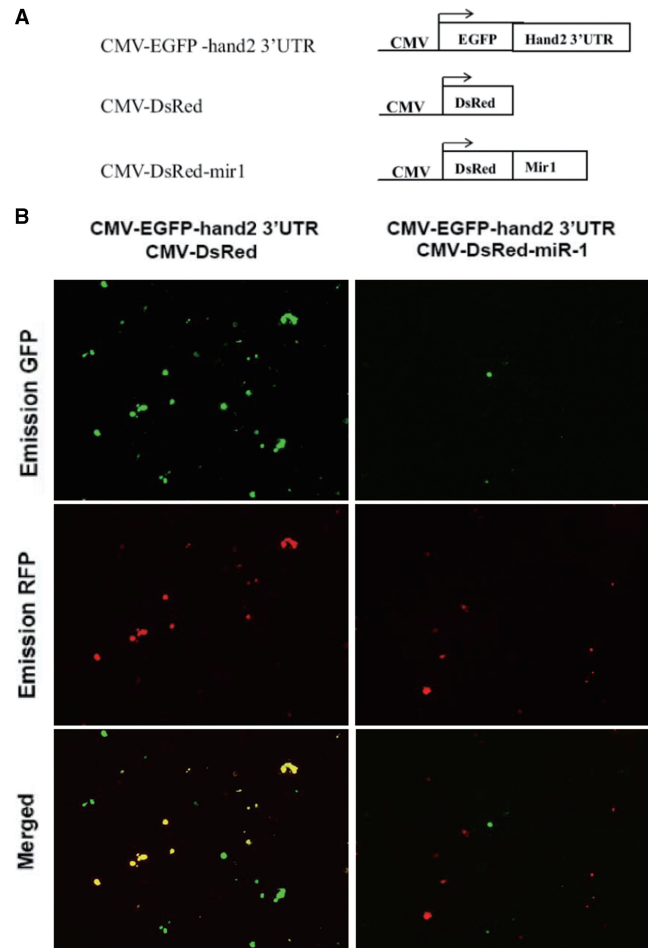 A
CMV-EGFP -hand2 3'UTR
CMV EGFP Hand2 3'UTR
CMV-DsRed
CMV DsRed
CMV-DsRed-mir1
CMV DsRed Mir1
B
CMV-EGFP-hand2 3'UTR
CMV-DsRed
CMV-EGFP-hand2 3'UTR
CMV-DsRed-miR-1
Emission GFP
Emission RFP
Merged